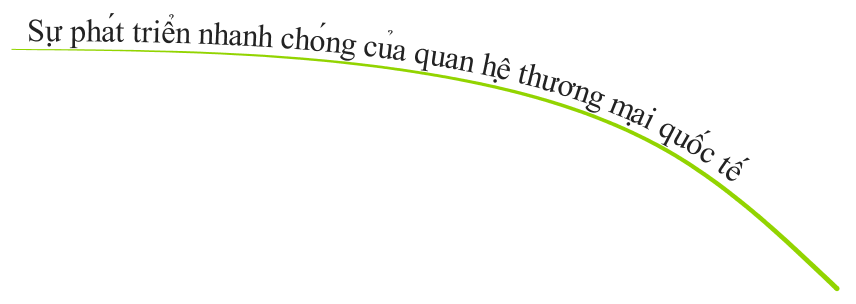 Sự phát triển nhanh chóng của quan hệ thương mại quốc tế